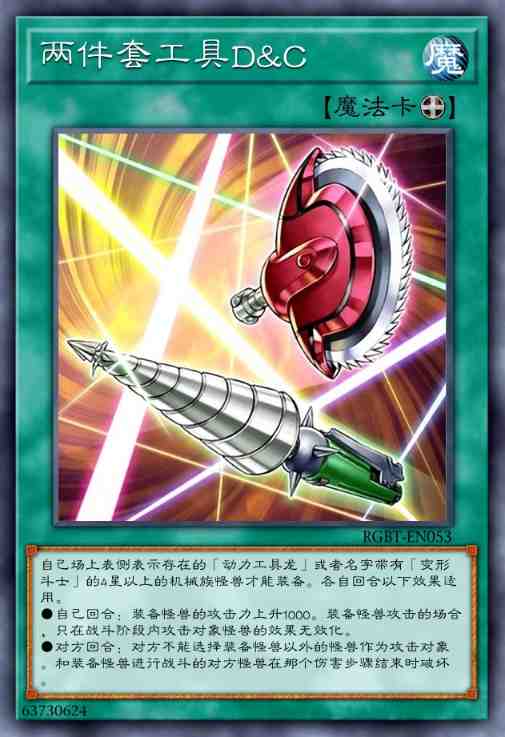 两件套工具D&C
魔
【魔法卡】
RGBT-EN053
自己场上表侧表示存在的「动力工具龙」或者名字带有「变形
斗士」的4星以上的机械族怪兽才能装备。各自回合以下效果适
用。
●自己回合：装备怪兽的攻击力上升1000。装备怪兽攻击的场合
，只在战斗阶段内攻击对象怪兽的效果无效化。
●对方回合：对方不能选择装备怪兽以外的怪兽作为攻击对象
。和装备怪兽进行战斗的对方怪兽在那个伤害步骤结束时破坏
。
63730624